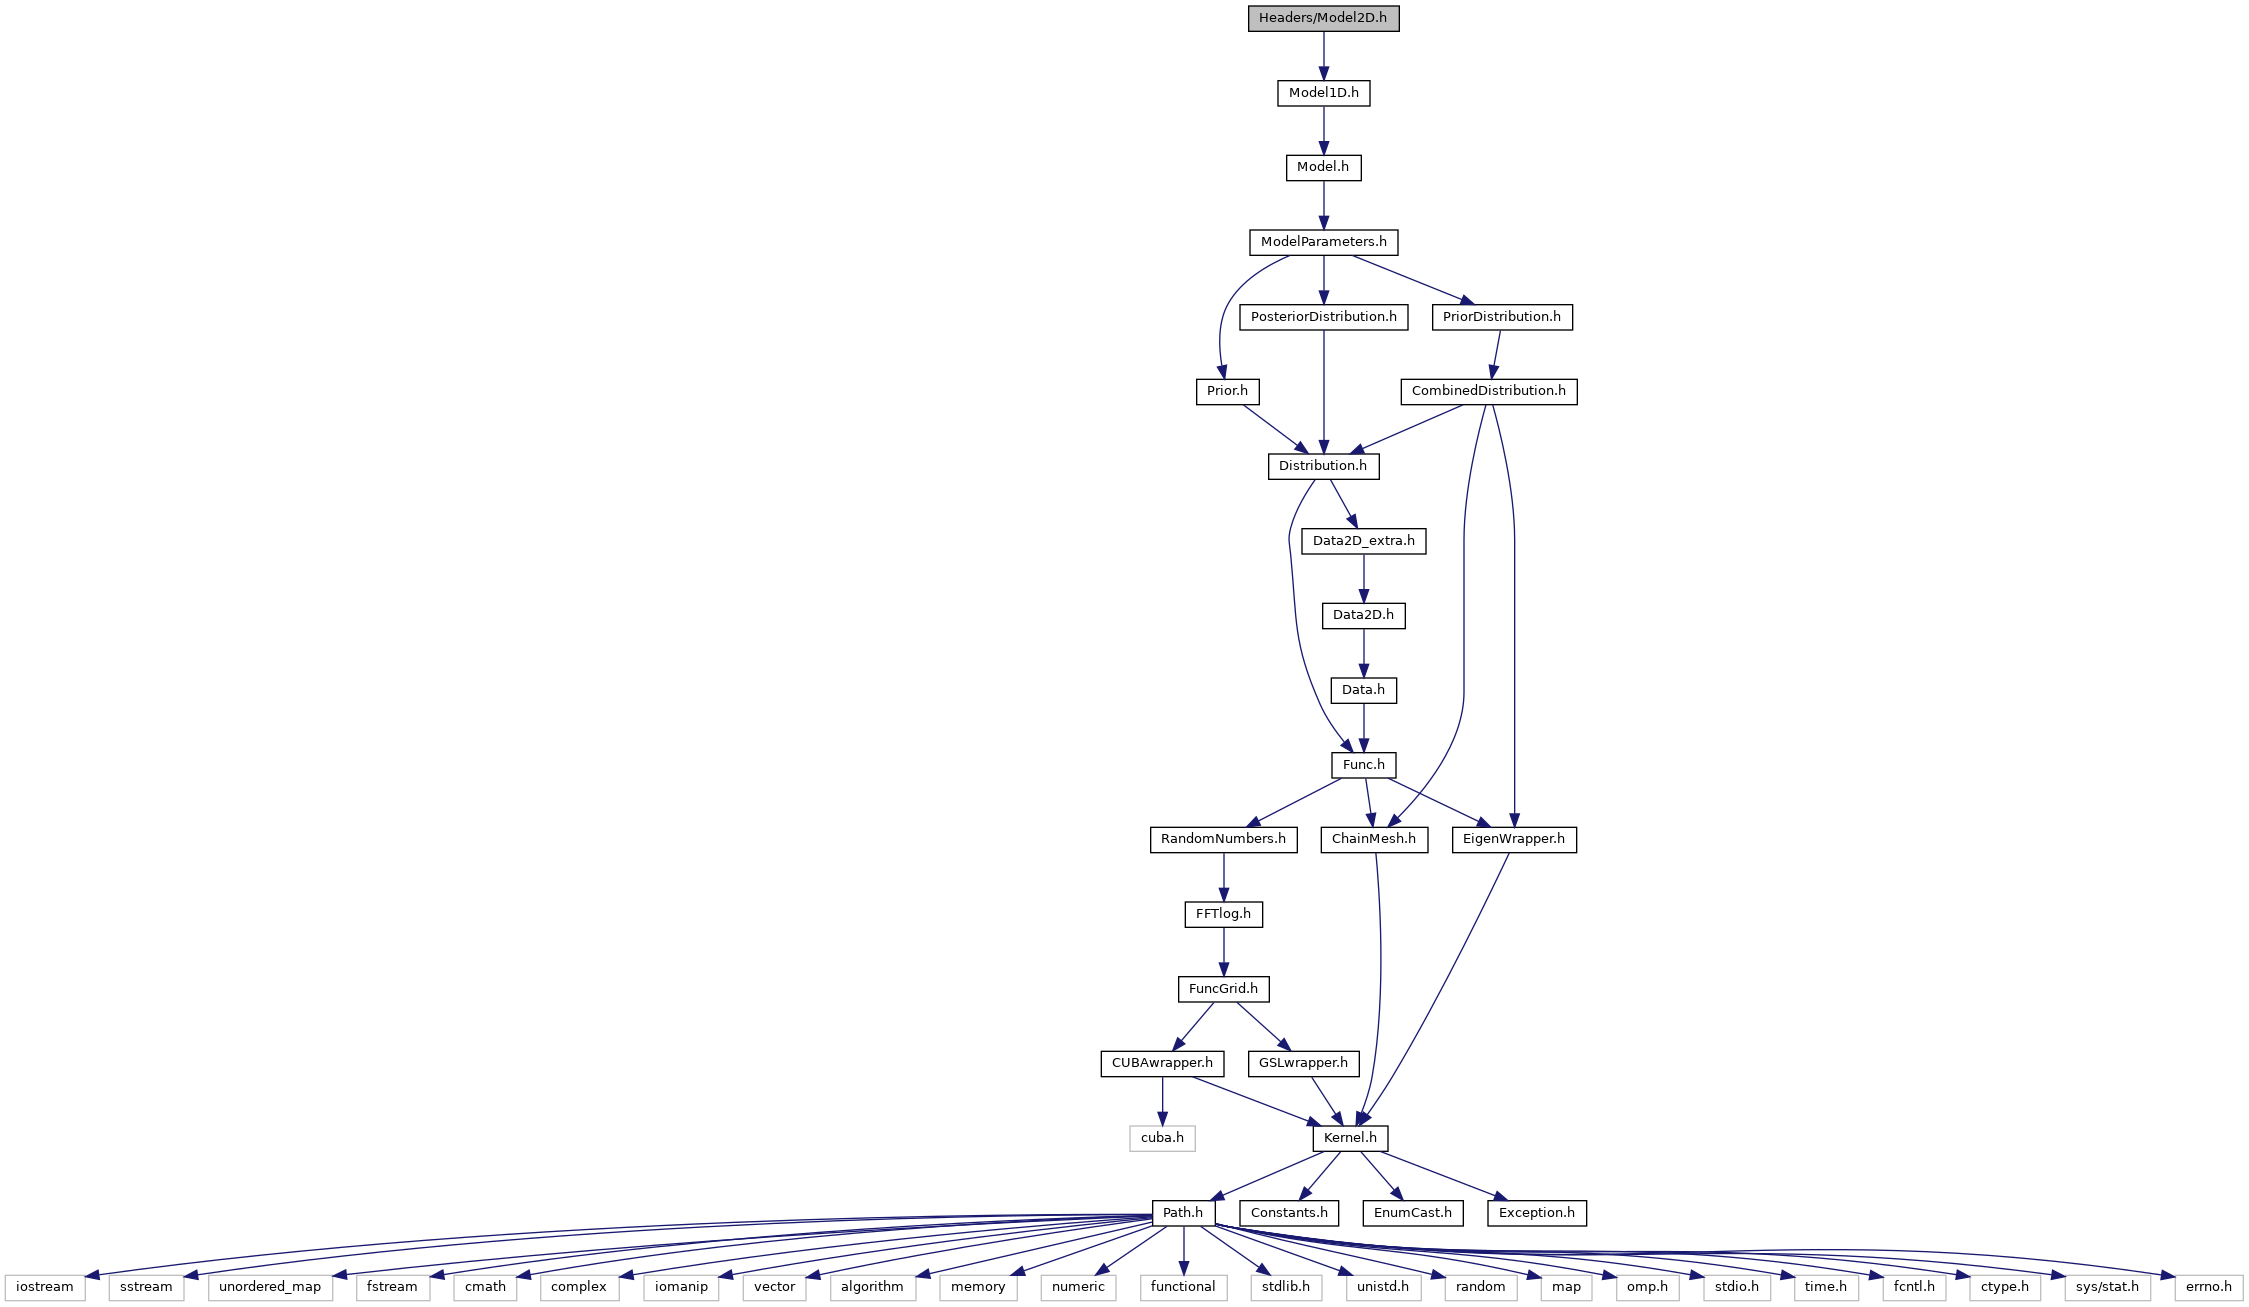 Headers/Model2D.h
Model1D.h
Model.h
ModelParameters.h
PosteriorDistribution.h
PriorDistribution.h
Prior.h
CombinedDistribution.h
Distribution.h
Data2D_extra.h
Data2D.h
Data.h
Func.h
RandomNumbers.h
ChainMesh.h
EigenWrapper.h
FFTlog.h
FuncGrid.h
CUBAwrapper.h
GSLwrapper.h
cuba.h
Kernel.h
Path.h
Constants.h
EnumCast.h
Exception.h
iostream
sstream
unordered_map
fstream
cmath
complex
iomanip
vector
algorithm
memory
numeric
functional
stdlib.h
unistd.h
random
map
omp.h
stdio.h
time.h
fcntl.h
ctype.h
sys/stat.h
errno.h